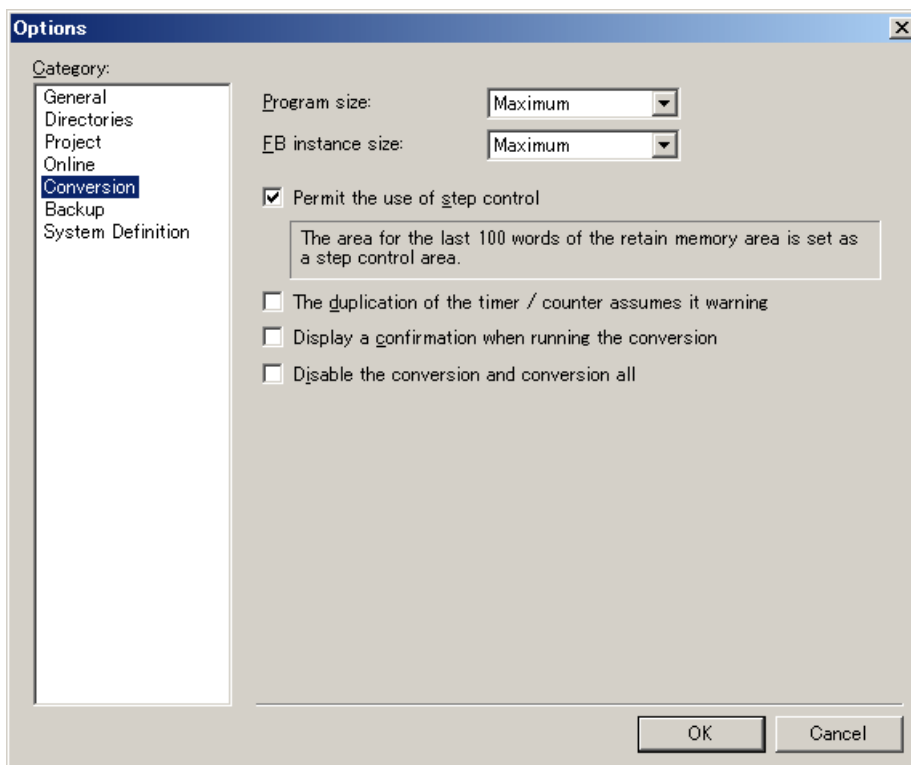 Options
Category:
General
Directories
Project
Online
Conversion
Backup
System Definition
Program size:
Maximum
FB instance size:
Maximum
Permit the use of step control
The area for the last 100 words of the retain memory area is set as
a step control area.
The duplication of the timer / counter assumes it warning
Display a confirmation when running the conversion
Disable the conversion and conversion all
OK
Cancel